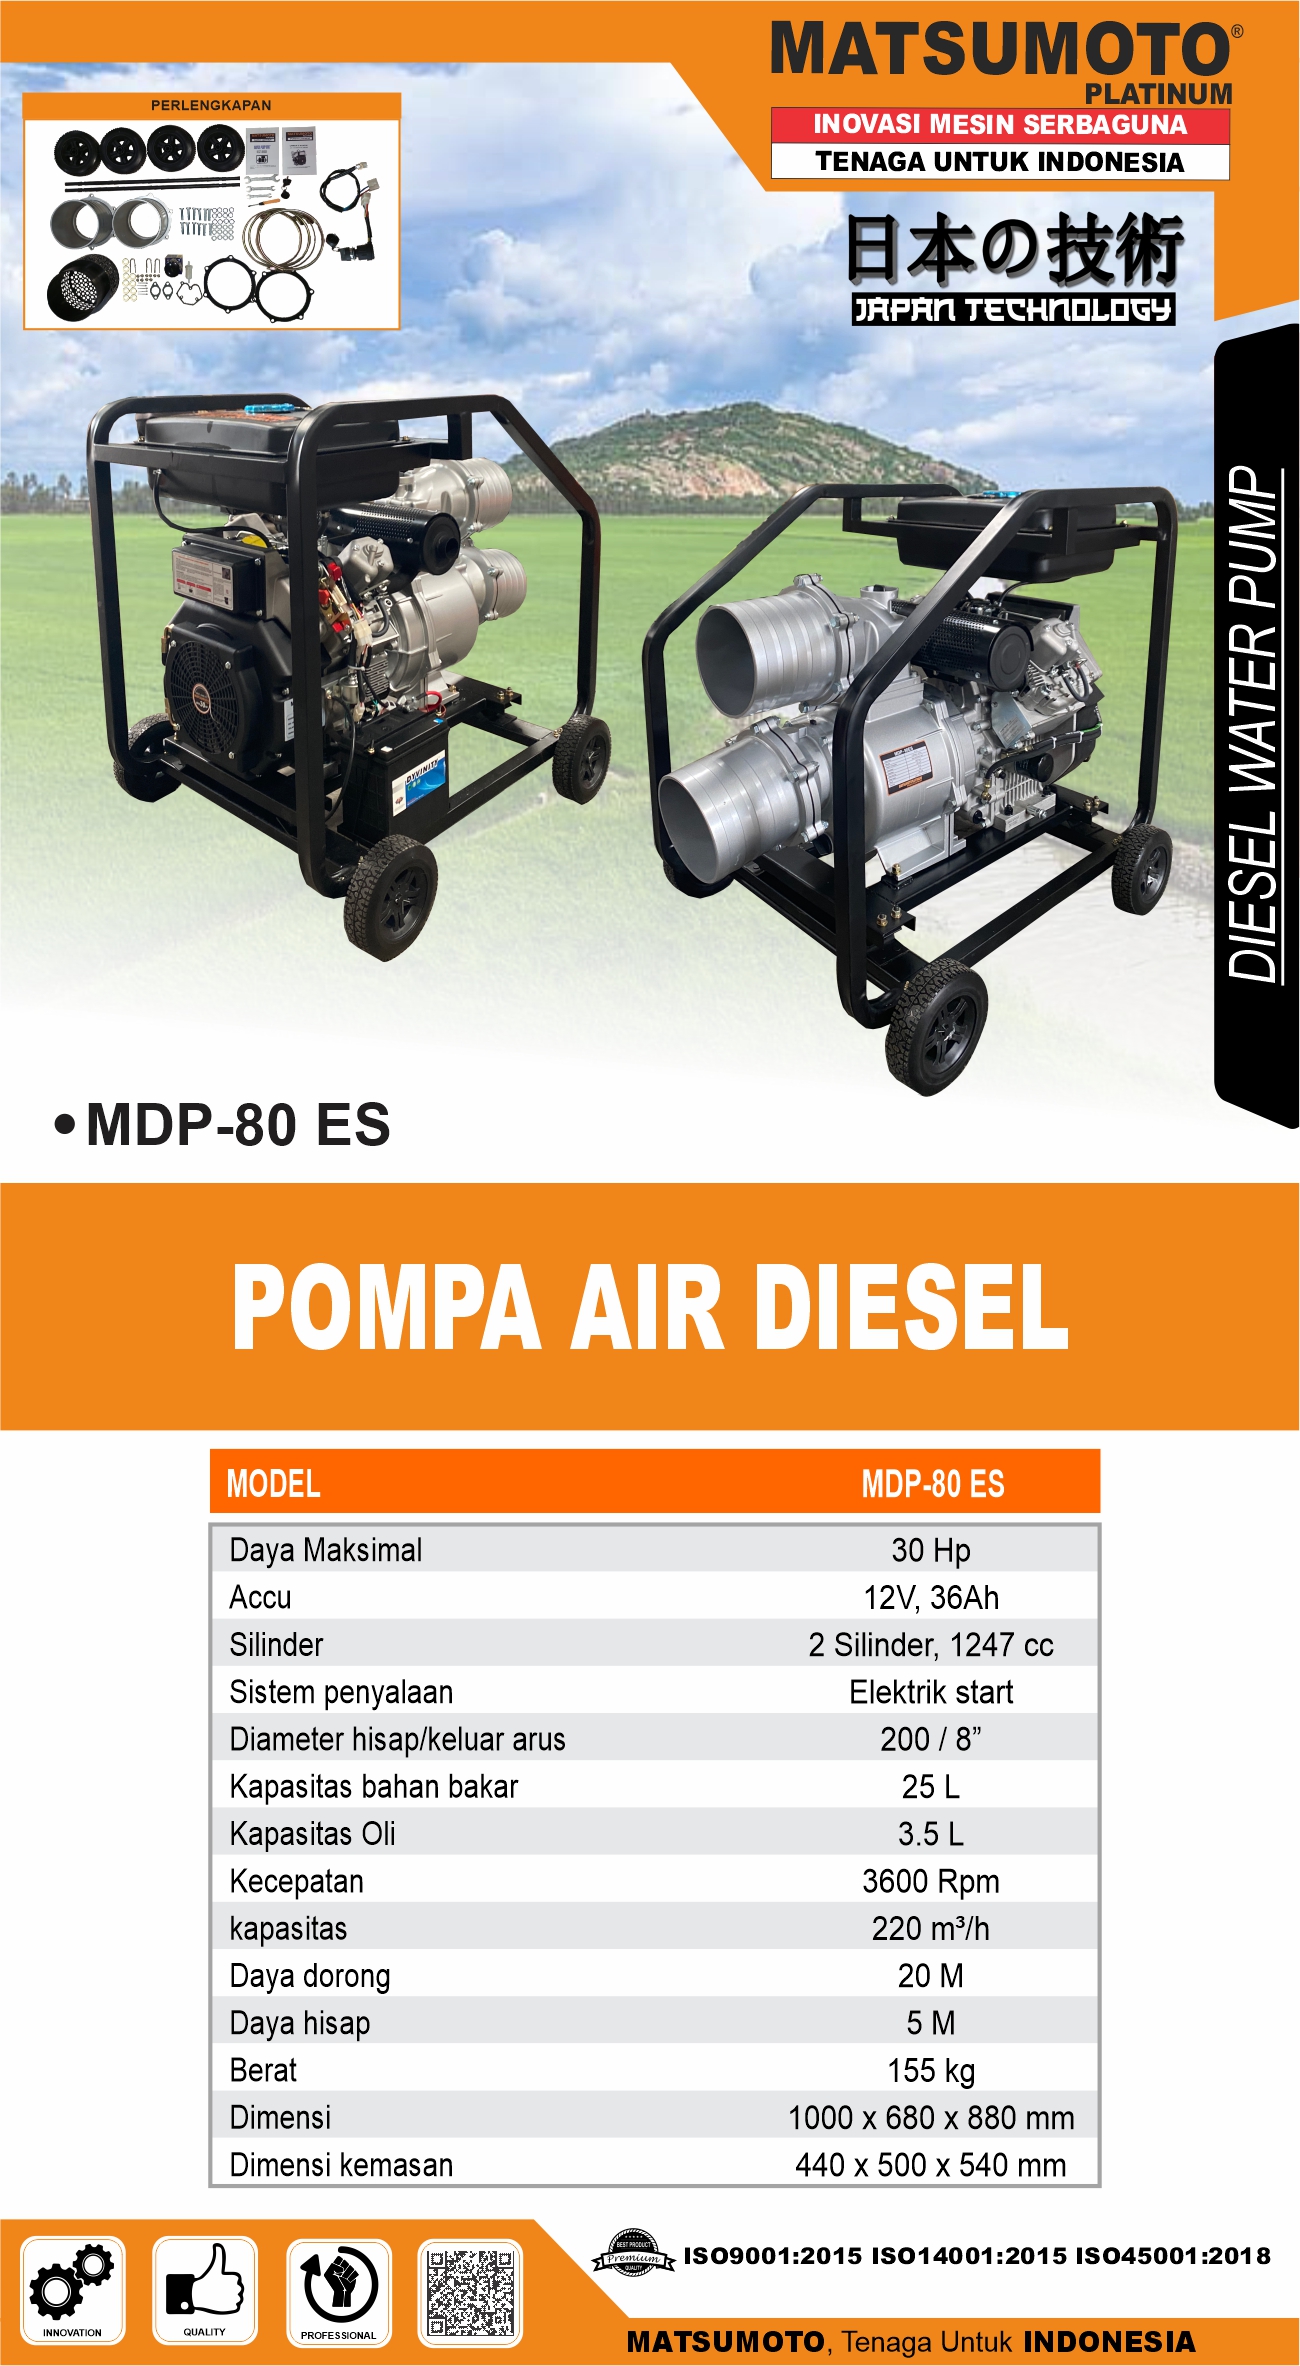 MATSUMOTO®
PLATINUM
INOVASI MESIN SERBAGUNA
TENAGA UNTUK INDONESIA
PERLENGKAPAN
日本の技術
JAPAN TECHNOLOGY
DIESEL WATER PUMP
DYVINITY
•MDP-80 ES
POMPA AIR DIESEL
MODEL MDP-80 ES
Daya Maksimal 30 Hp
Accu 12V, 36Ah
Silinder 2 Silinder, 1247 cc
Sistem penyalaan Elektrik start
Diameter hisap/keluar arus 200 / 8”
Kapasitas bahan bakar 25 L
Kapasitas Oli 3.5 L
Kecepatan 3600 Rpm
kapasitas 220 m³/h
Daya dorong 20 M
Daya hisap 5 M
Berat 155 kg
Dimensi 1000 x 680 x 880 mm
Dimensi kemasan 440 x 500 x 540 mm
INNOVATION
QUALITY
PROFESSIONAL
BEST PRODUCT
Premium
QUALITY
ISO9001:2015 ISO14001:2015 ISO45001:2018
MATSUMOTO, Tenaga Untuk INDONESIA